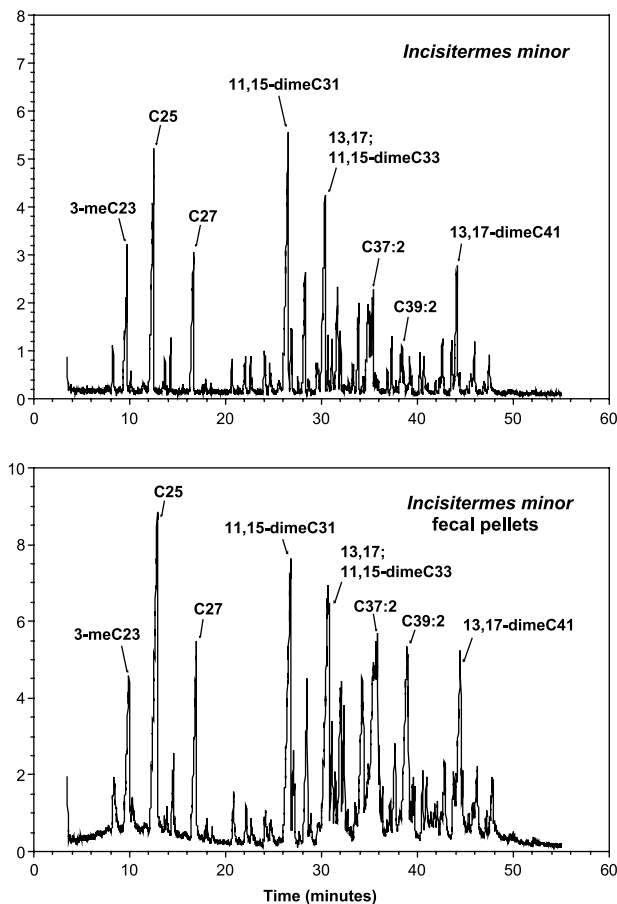 8
7
6
5
4
3
2
1
0
0
10
20
30
40
50
60
Incisitermes minor
3-meC23
C25
C27
11,15-dimeC31
13,17;
11,15-dimeC33
C37:2
C39:2
13,17-dimeC41
10
8
6
4
2
0
0
10
20
30
40
50
60
Incisitermes minor
fecal pellets
3-meC23
C25
C27
11,15-dimeC31
13,17;
11,15-dimeC33
C37:2
C39:2
13,17-dimeC41
Time (minutes)